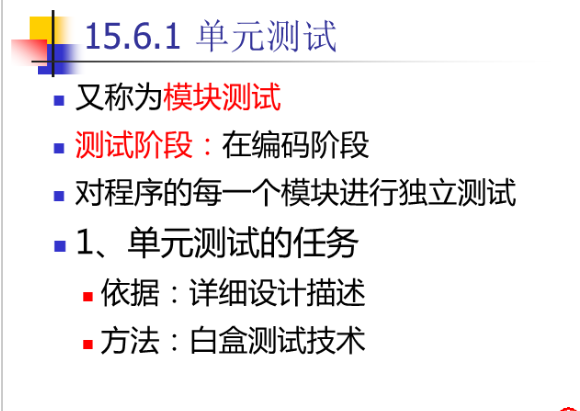 15.6.1 单元测试
又称为模块测试
测试阶段：在编码阶段
对程序的每一个模块进行独立测试
1、单元测试的任务
依据：详细设计描述
方法：白盒测试技术